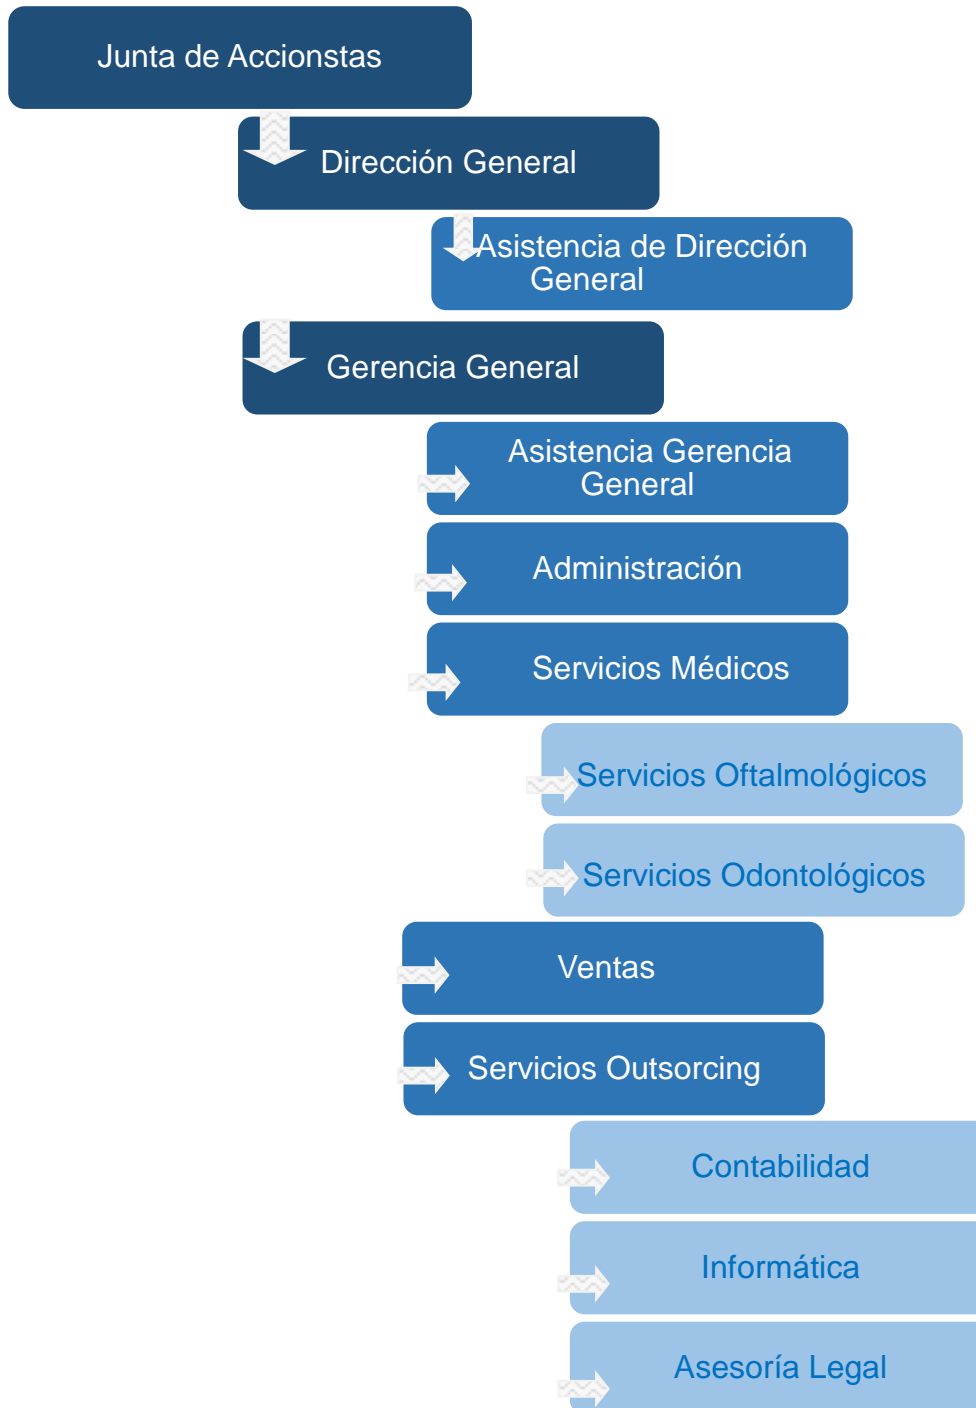 Junta de Accionstas
Dirección General
Asistencia de Dirección
General
Gerencia General
Asistencia Gerencia
General
Administración
Servicios Médicos
Servicios Oftalmológicos
Servicios Odontológicos
Ventas
Servicios Outsorcing
Contabilidad
Informática
Asesoría Legal